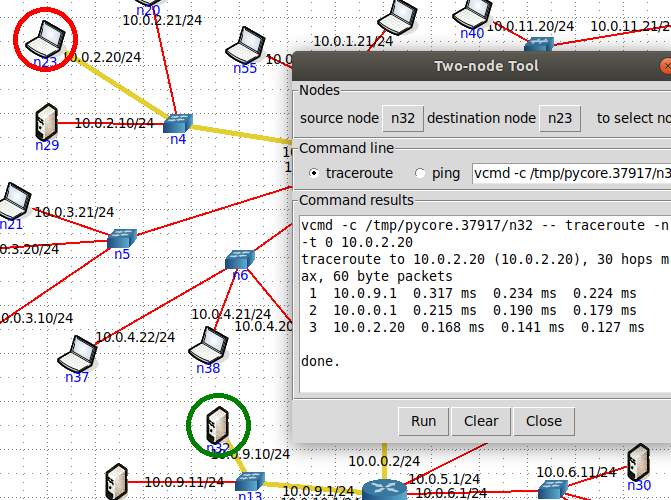 n20
10.0.2.21/24
n23
10.0.2.20/24
n55
10.0.1.21/24
n40
10.0.11.20/24
n29
10.0.2.10/24
n4
Two-node Tool
Nodes
source node n32 destination node n23 to select no
Command line
traceroute ping vcmd -c /tmp/pycore.37917/n3
Command results
vcmd -c /tmp/pycore.37917/n32 -- traceroute -n
-t 0 10.0.2.20
traceroute to 10.0.2.20 (10.0.2.20), 30 hops m
ax, 60 byte packets
1 10.0.9.1 0.317 ms 0.234 ms 0.224 ms
2 10.0.0.1 0.215 ms 0.190 ms 0.179 ms
3 10.0.2.20 0.168 ms 0.141 ms 0.127 ms
done.
Run Clear Close
n21
10.0.3.21/24
0.3.20/24
n5
n6
0.0.3.10/24
10.0.4.21/24
10.0.4.20
10.0.4.22/24
n37
n38
n32
10.0.9.11/24
n13
10.0.9.1/24
10.0.0.2/24
10.0.5.1/24
10.0.6.1/24
10.0.6.11/24
n30